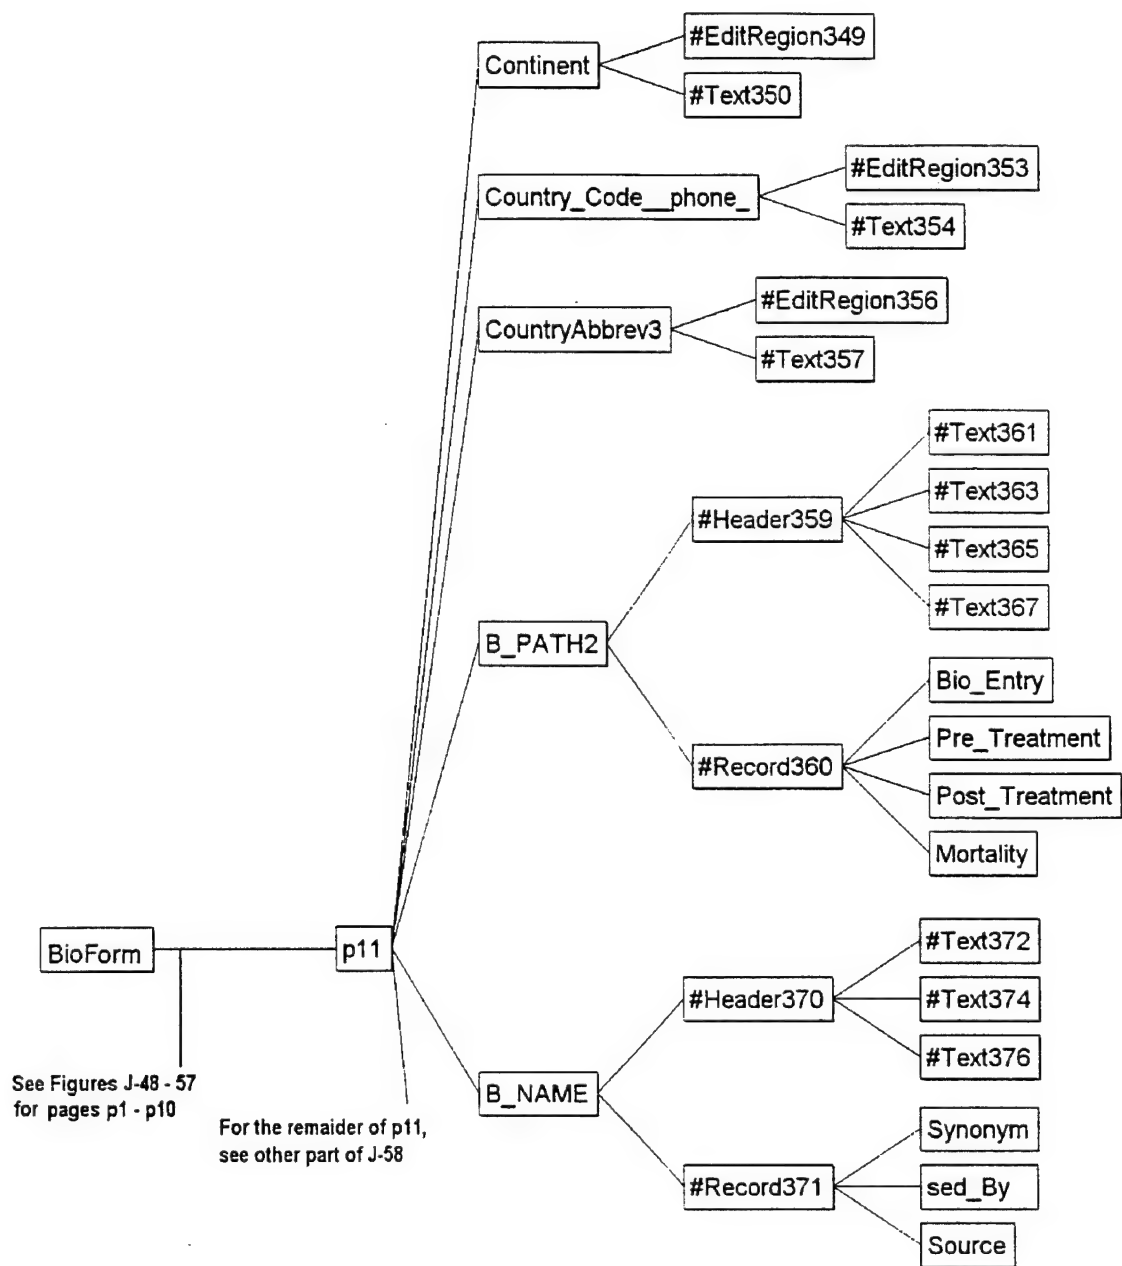 Continent
#EditRegion349
#Text350
Country_Code__phone_
#EditRegion353
#Text354
CountryAbbrev3
#EditRegion356
#Text357
B_PATH2
#Header359
#Text361
#Text363
#Text365
#Text367
#Record360
Bio_Entry
Pre_Treatment
Post_Treatment
Mortality
BioForm
p11
B_NAME
#Header370
#Text372
#Text374
#Text376
#Record371
Synonym
sed_By
Source
See Figures J-48 - 57
for pages p1 - p10
For the remaider of p11,
see other part of J-58